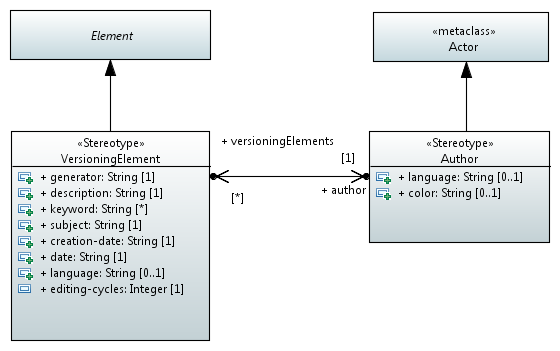 Element
«metaclass»
Actor
«Stereotype»
VersioningElement
+ generator: String [1]
+ description: String [1]
+ keyword: String [*]
+ subject: String [1]
+ creation-date: String [1]
+ date: String [1]
+ language: String [0..1]
+ editing-cycles: Integer [1]
+ versioningElements
[1]
+ author
[*]
«Stereotype»
Author
+ language: String [0..1]
+ color: String [0..1]